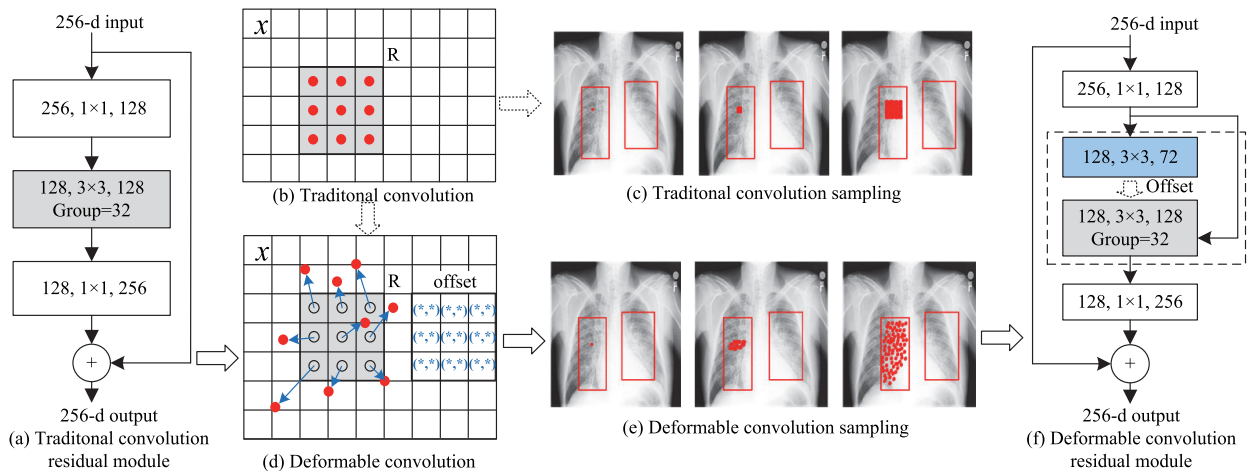 256-d input
256, 1×1, 128
128, 3×3, 128
Group=32
128, 1×1, 256
+
256-d output
(a) Traditonal convolution
residual module
x
R
(b) Traditonal convolution
x
R
offset
(*,*)(*,*)(*,*)
(*,*)(*,*)(*,*)
(*,*)(*,*)(*,*)
(d) Deformable convolution
(c) Traditonal convolution sampling
(e) Deformable convolution sampling
256-d input
256, 1×1, 128
128, 3×3, 72
Offset
128, 3×3, 128
Group=32
128, 1×1, 256
+
256-d output
(f) Deformable convolution
residual module